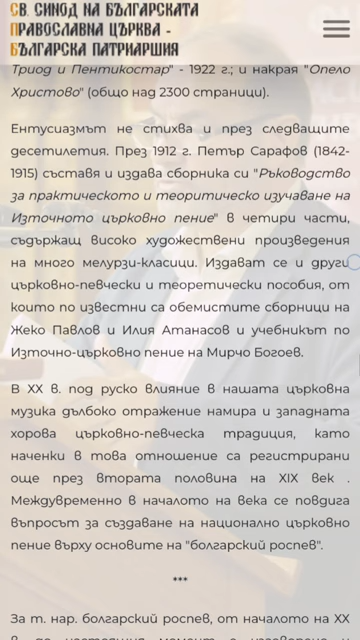 СВ. СИНОД НА БЪЛГАРСКАТА
ПРАВОСЛАВНА ЦЪРКВА -
БЪЛГАРСКА ПАТРИАРШИЯ
Триод и Пентикостар" - 1922 г.; и накрая "Опело
Христово" (общо над 2300 страници).
Ентусиазмът не стихва и през следващите
десетилетия. През 1912 г. Петър Сарафов (1842-
1915) съставя и издава сборника си "Ръководство
за практическото и теоритическо изучаване на
Източното църковно пение" в четири части,
съдържащ високо художествени произведения
на много мелурзи-класици. Издават се и други
църковно-певчески и теоретически пособия, от
които по известни са обемистите сборници на
Жеко Павлов и Илия Атанасов и учебникът по
Източно-църковно пение на Мирчо Богоев.
В XX в. под руско влияние в нашата църковна
музика дълбоко отражение намира и западната
хорова църковно-певческа традиция, като
наченки в това отношение са регистрирани
още през втората половина на XIX век .
Междувременно в началото на века се повдига
въпросът за създаване на национално църковно
пение върху основите на "болгарский роспев".
***
За т. нар. болгарский роспев, от началото на XX